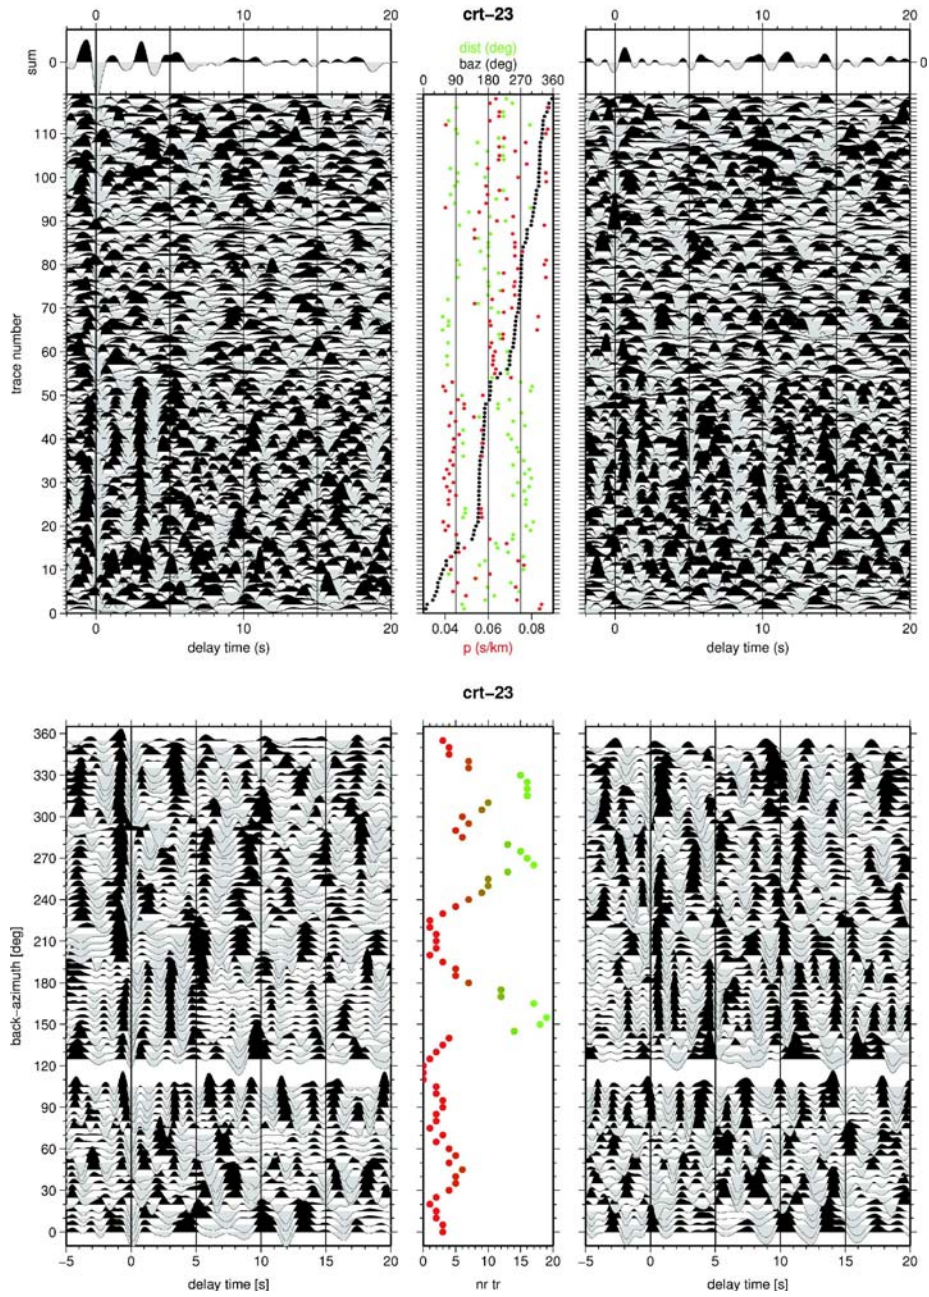 crt−23
0 10 20
0 10 20
dist (deg)
baz (deg)
0 90 180 270 360
sum
0
0
trace number
110
100
90
80
70
60
50
40
30
20
10
0
0 10 20
0.04 0.06 0.08
0 10 20
delay time (s)
p (s/km)
delay time (s)
crt−23
back−azimuth [deg]
360
330
300
270
240
210
180
150
120
90
60
30
0
−5 0 5 10 15 20
0 5 10 15 20
−5 0 5 10 15 20
delay time [s]
nr tr
delay time [s]